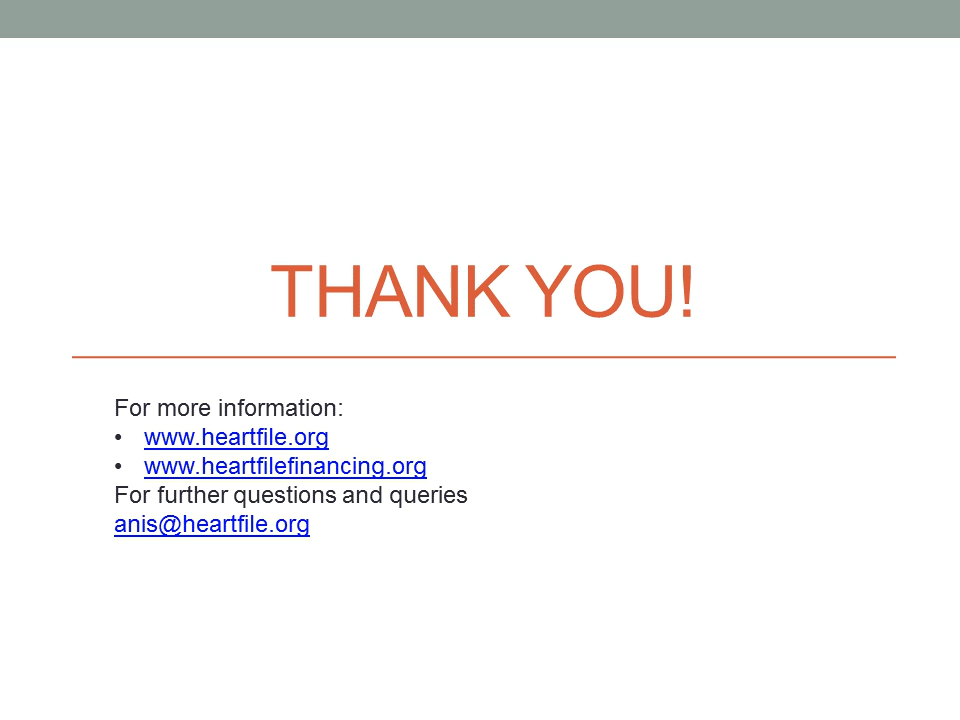 THANK YOU!
For more information:
• www.heartfile.org
• www.heartfilefinancing.org
For further questions and queries
anis@heartfile.org